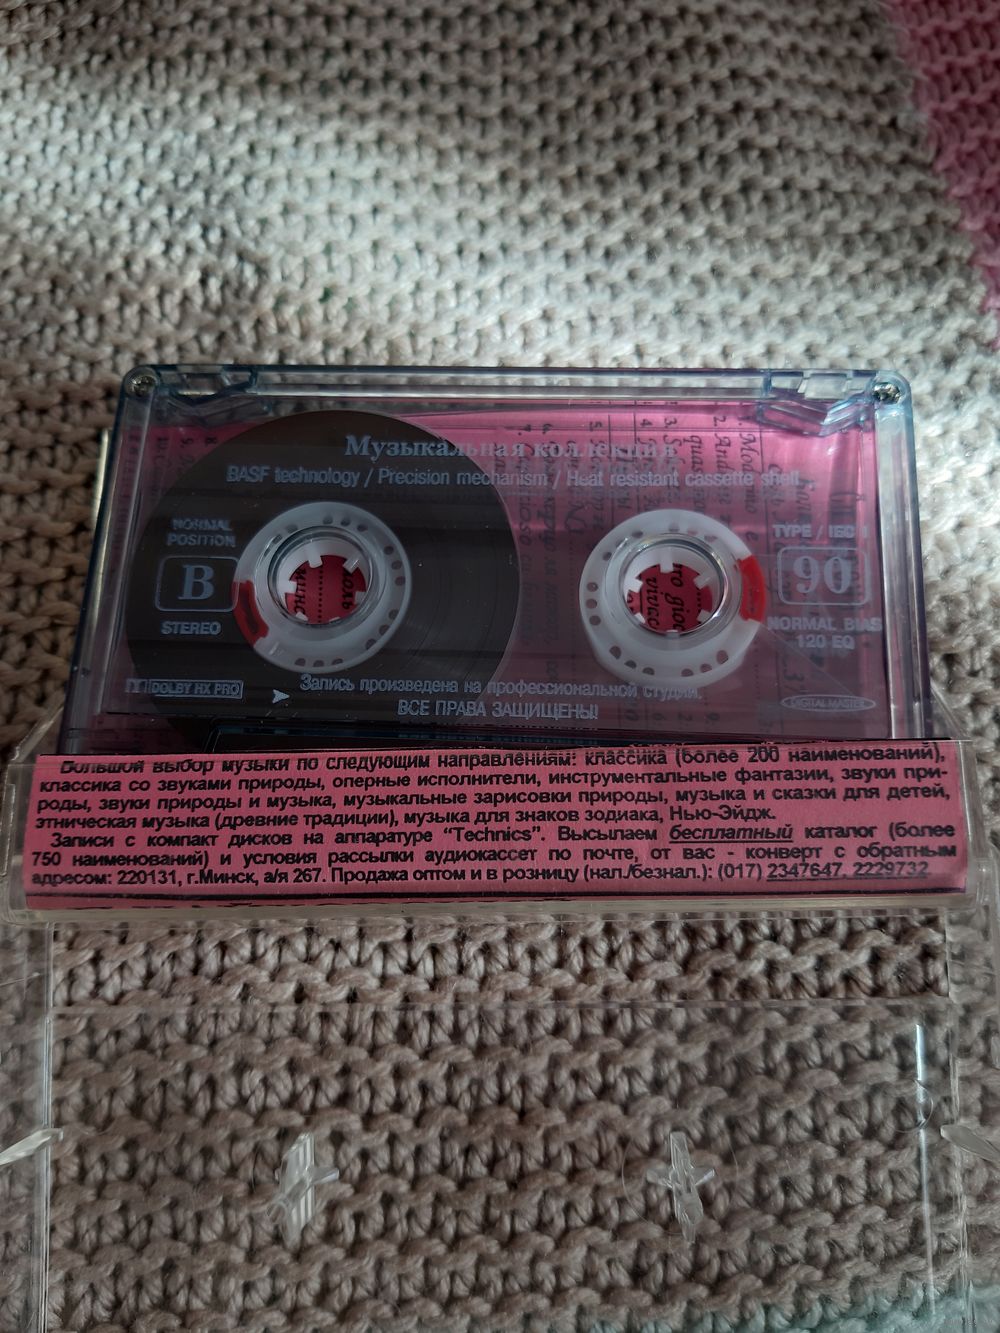 Музыкальная коллекция
BASF technology / Precision mechanism / Heat resistant cassette shell
NORMAL
POSITION
B
STEREO
TYPE / IEC I
90
NORMAL BIAS
120 EQ
DOLBY HX PRO
DIGITAL MASTER
Запись произведена на профессиональной студии.
ВСЕ ПРАВА ЗАЩИЩЕНЫ!
Большой выбор музыки по следующим направлениям: классика (более 200 наименований),
классика со звуками природы, оперные исполнители, инструментальные фантазии, звуки при-
роды, звуки природы и музыка, музыкальные зарисовки природы, музыка и сказки для детей,
этническая музыка (древние традиции), музыка для знаков зодиака, Нью-Эйдж.
Записи с компакт дисков на аппаратуре "Technics". Высылаем бесплатный каталог (более
750 наименований) и условия рассылки аудиокассет по почте, от вас - конверт с обратным
адресом: 220131, г.Минск, а/я 267. Продажа оптом и в розницу (нал./безнал.): (017) 2347647, 2229732